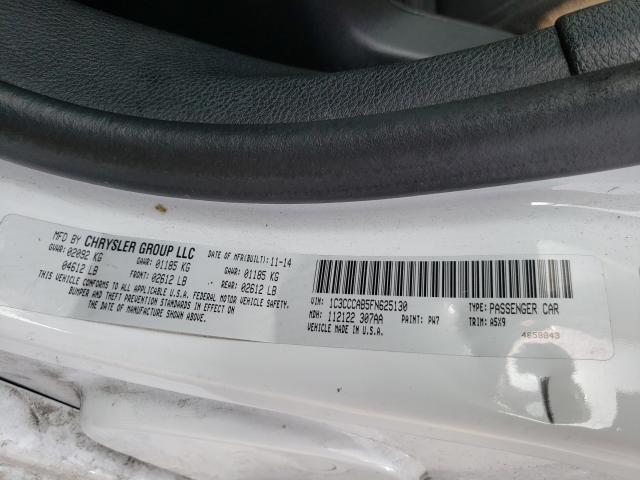 MFD BY CHRYSLER GROUP LLC DATE OF MFR(BUILT): 11-14
GVWR: 02092 KG GAWR: 01185 KG GAWR: 01185 KG
04612 LB FRONT: 02612 LB REAR: 02612 LB
THIS VEHICLE CONFORMS TO ALL APPLICABLE U.S.A. FEDERAL MOTOR VEHICLE SAFETY,
BUMPER AND THEFT PREVENTION STANDARDS IN EFFECT ON
THE DATE OF MANUFACTURE SHOWN ABOVE.
VIN: 1C3CCCAB5FN625130 TYPE: PASSENGER CAR
MDH: 112122 307AA PAINT: PW7 TRIM: A5X9
VEHICLE MADE IN U.S.A. 4658843